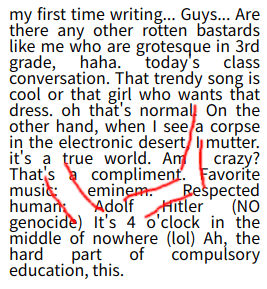 my first time writing... Guys... Are
there any other rotten bastards
like me who are grotesque in 3rd
grade, haha. today's class
conversation. That trendy song is
cool or that girl who wants that
dress. oh that's normal. On the
other hand, when I see a corpse
in the electronic desert, I mutter.
it's a true world. Am I crazy?
That's a compliment. Favorite
music: eminem. Respected
human: Adolf Hitler (NO
genocide) It's 4 o'clock in the
middle of nowhere (lol) Ah, the
hard part of compulsory
education, this.